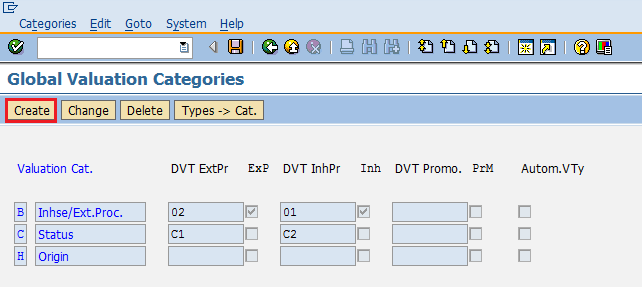 Categories Edit Goto System Help
Global Valuation Categories
Create Change Delete Types -> Cat.
Valuation Cat. DVT ExtPr ExP DVT InhPr Inh DVT Promo. PrM Autom.VTy
B Inhse/Ext.Proc. 02 01
C Status C1 C2
H Origin